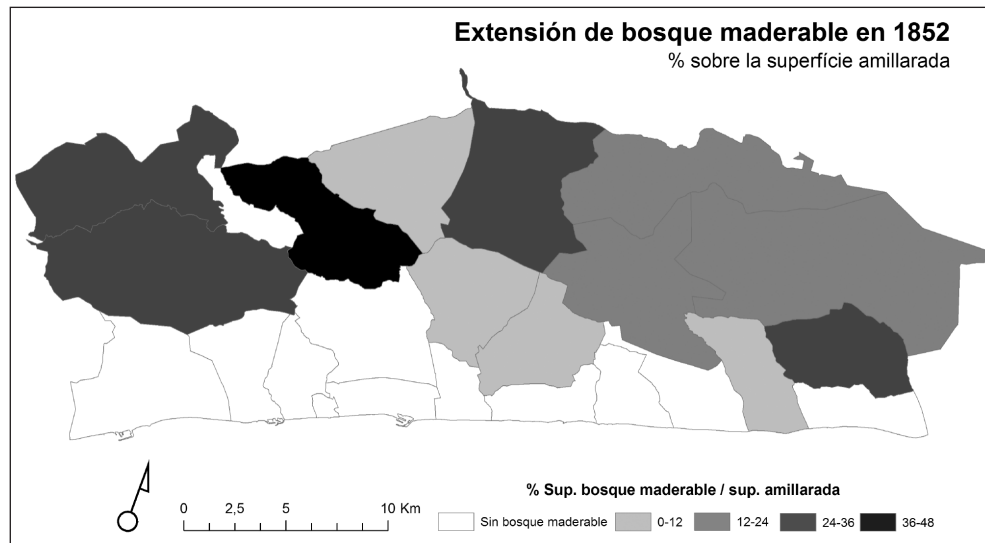 Extensión de bosque maderable en 1852
% sobre la superfície amillarada
% Sup. bosque maderable / sup. amillarada
0 2,5 5 10 Km
Sin bosque maderable 0-12 12-24 24-36 36-48